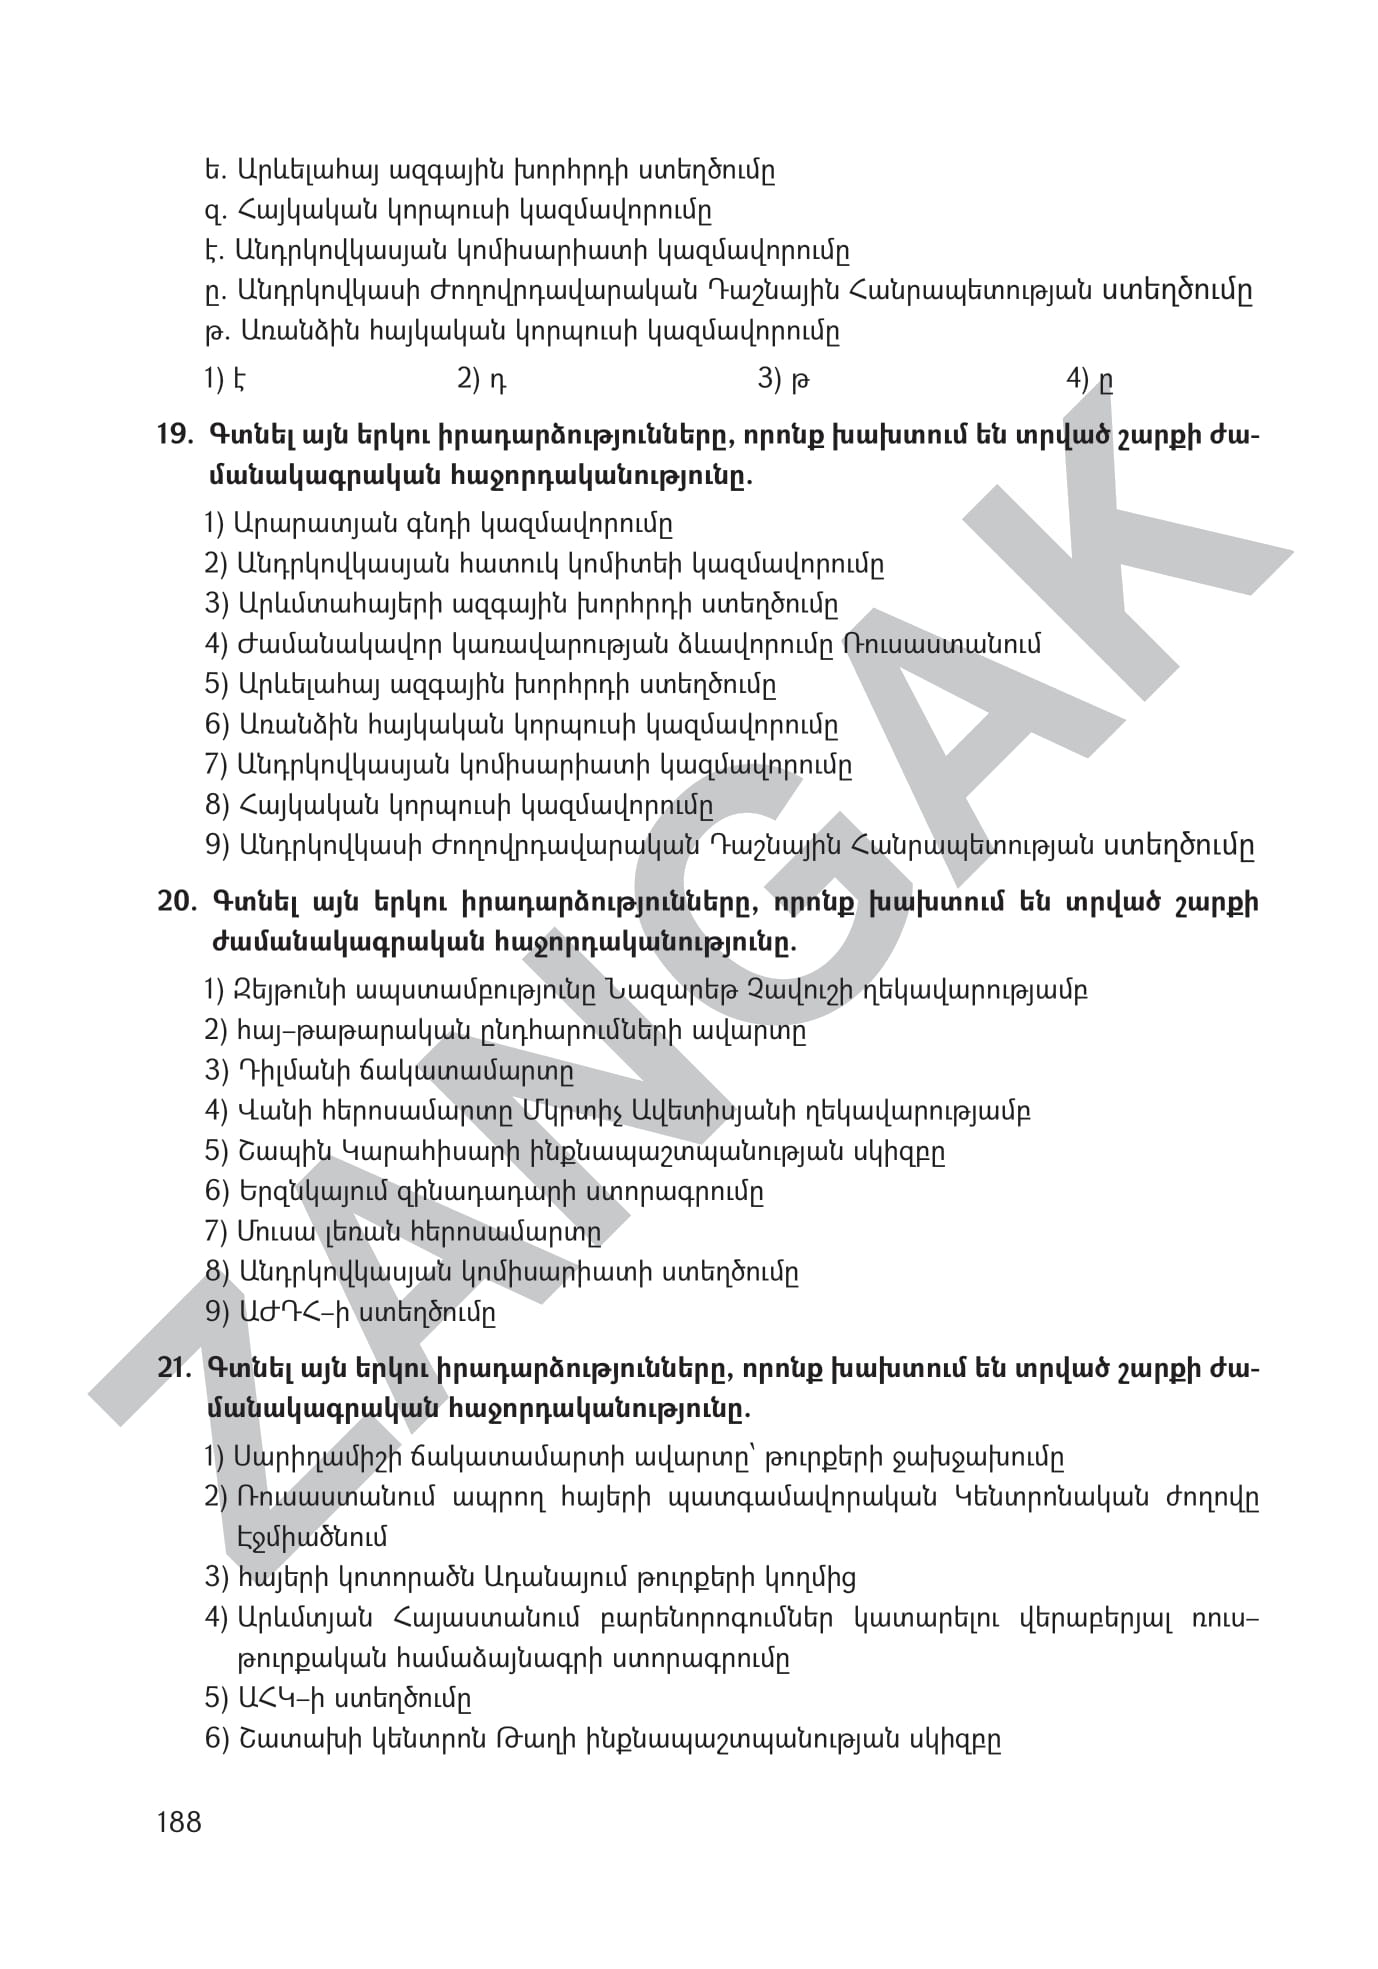 ե. Արևելահայ ազգային խորհրդի ստեղծումը
զ. Հայկական կորպուսի կազմավորումը
է. Անդրկովկասյան կոմիսարիատի կազմավորումը
ը. Անդրկովկասի Ժողովրդավարական Դաշնային Հանրապետության ստեղծումը
թ. Առանձին հայկական կորպուսի կազմավորումը
1) է 2) դ 3) թ 4) ը
19. Գտնել այն երկու իրադարձությունները, որոնք խախտում են տրված շարքի ժա-
մանակագրական հաջորդականությունը.
1) Արարատյան գնդի կազմավորումը
2) Անդրկովկասյան հատուկ կոմիտեի կազմավորումը
3) Արևմտահայերի ազգային խորհրդի ստեղծումը
4) Ժամանակավոր կառավարության ձևավորումը Ռուսաստանում
5) Արևելահայ ազգային խորհրդի ստեղծումը
6) Առանձին հայկական կորպուսի կազմավորումը
7) Անդրկովկասյան կոմիսարիատի կազմավորումը
8) Հայկական կորպուսի կազմավորումը
9) Անդրկովկասի Ժողովրդավարական Դաշնային Հանրապետության ստեղծումը
20. Գտնել այն երկու իրադարձությունները, որոնք խախտում են տրված շարքի
ժամանակագրական հաջորդականությունը.
1) Զեյթունի ապստամբությունը Նազարեթ Չավուշի ղեկավարությամբ
2) հայ–թաթարական ընդհարումների ավարտը
3) Դիլմանի ճակատամարտը
4) Վանի հերոսամարտը Մկրտիչ Ավետիսյանի ղեկավարությամբ
5) Շապին Կարահիսարի ինքնապաշտպանության սկիզբը
6) Երզնկայում զինադադարի ստորագրումը
7) Մուսա լեռան հերոսամարտը
8) Անդրկովկասյան կոմիսարիատի ստեղծումը
9) ԱԺԴՀ–ի ստեղծումը
21. Գտնել այն երկու իրադարձությունները, որոնք խախտում են տրված շարքի ժա-
մանակագրական հաջորդականությունը.
1) Սարիղամիշի ճակատամարտի ավարտը՝ թուրքերի ջախջախումը
2) Ռուսաստանում ապրող հայերի պատգամավորական Կենտրոնական ժողովը
Էջմիածնում
3) հայերի կոտորածն Ադանայում թուրքերի կողմից
4) Արևմտյան Հայաստանում բարենորոգումներ կատարելու վերաբերյալ ռուս–
թուրքական համաձայնագրի ստորագրումը
5) ԱՀԿ–ի ստեղծումը
6) Շատախի կենտրոն Թաղի ինքնապաշտպանության սկիզբը
188
ZANGAK